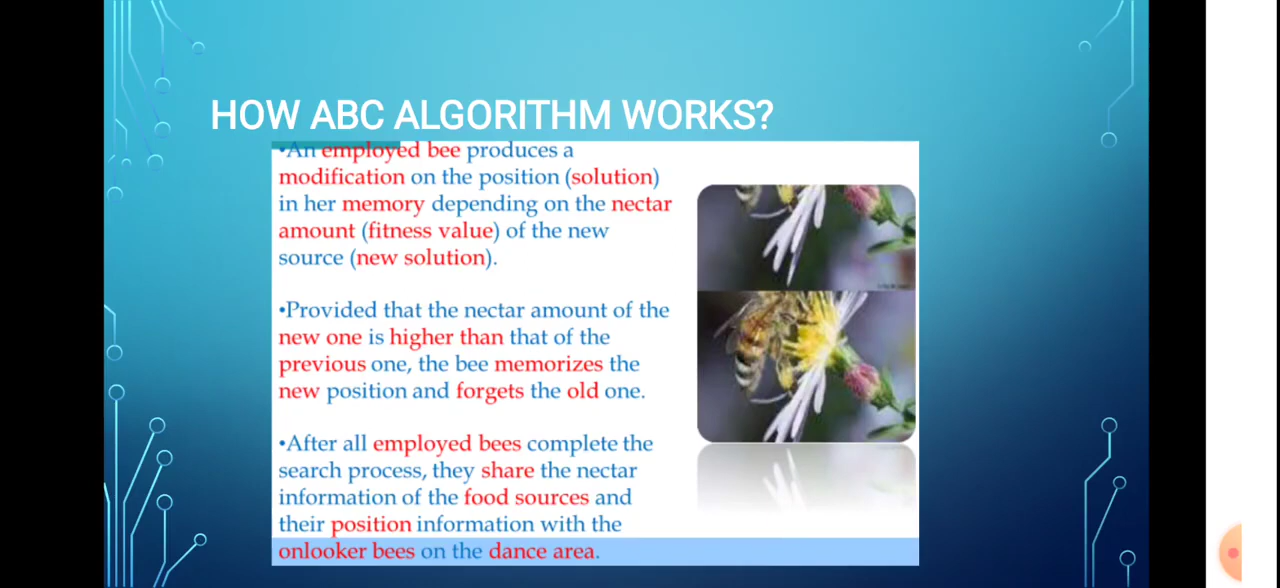 HOW ABC ALGORITHM WORKS?
•An employed bee produces a
modification on the position (solution)
in her memory depending on the nectar
amount (fitness value) of the new
source (new solution).
•Provided that the nectar amount of the
new one is higher than that of the
previous one, the bee memorizes the
new position and forgets the old one.
•After all employed bees complete the
search process, they share the nectar
information of the food sources and
their position information with the
onlooker bees on the dance area.